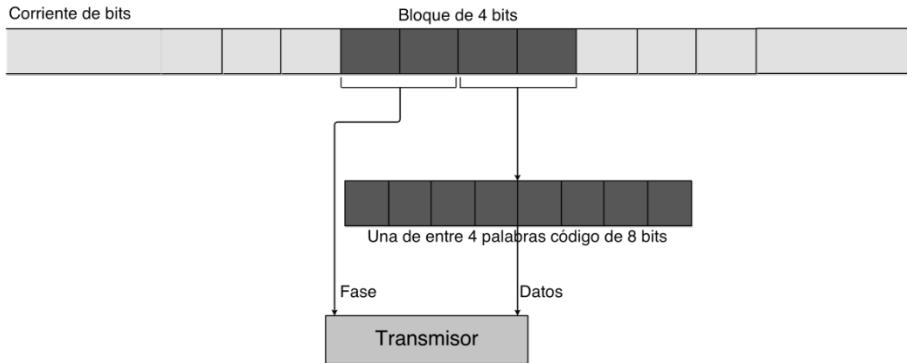 Corriente de bits
Bloque de 4 bits
Una de entre 4 palabras código de 8 bits
Fase
Datos
Transmisor